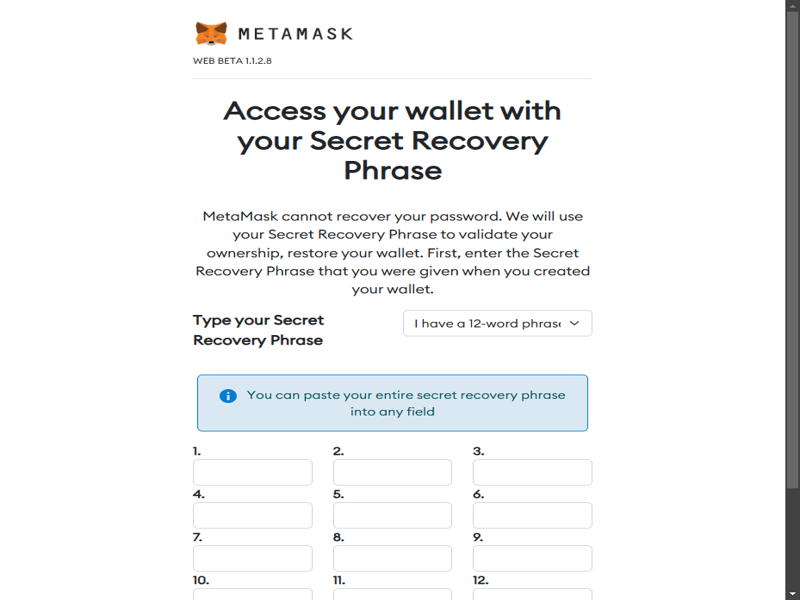 METAMASK
WEB BETA 1.1.2.8
Access your wallet with
your Secret Recovery
Phrase
MetaMask cannot recover your password. We will use
your Secret Recovery Phrase to validate your
ownership, restore your wallet. First, enter the Secret
Recovery Phrase that you were given when you created
your wallet.
Type your Secret
Recovery Phrase
I have a 12-word phrase
You can paste your entire secret recovery phrase
into any field
1. 2. 3.
4. 5. 6.
7. 8. 9.
10. 11. 12.